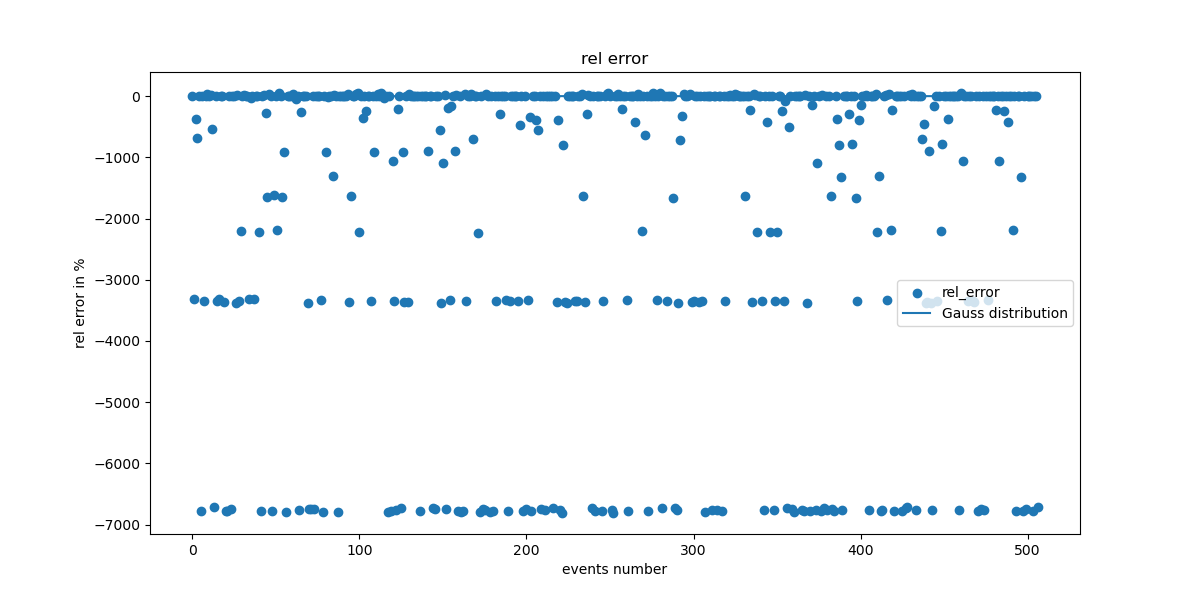 rel error
rel error in %
0
−1000
−2000
−3000
−4000
−5000
−6000
−7000
rel_error
Gauss distribution
0
100
200
300
400
500
events number